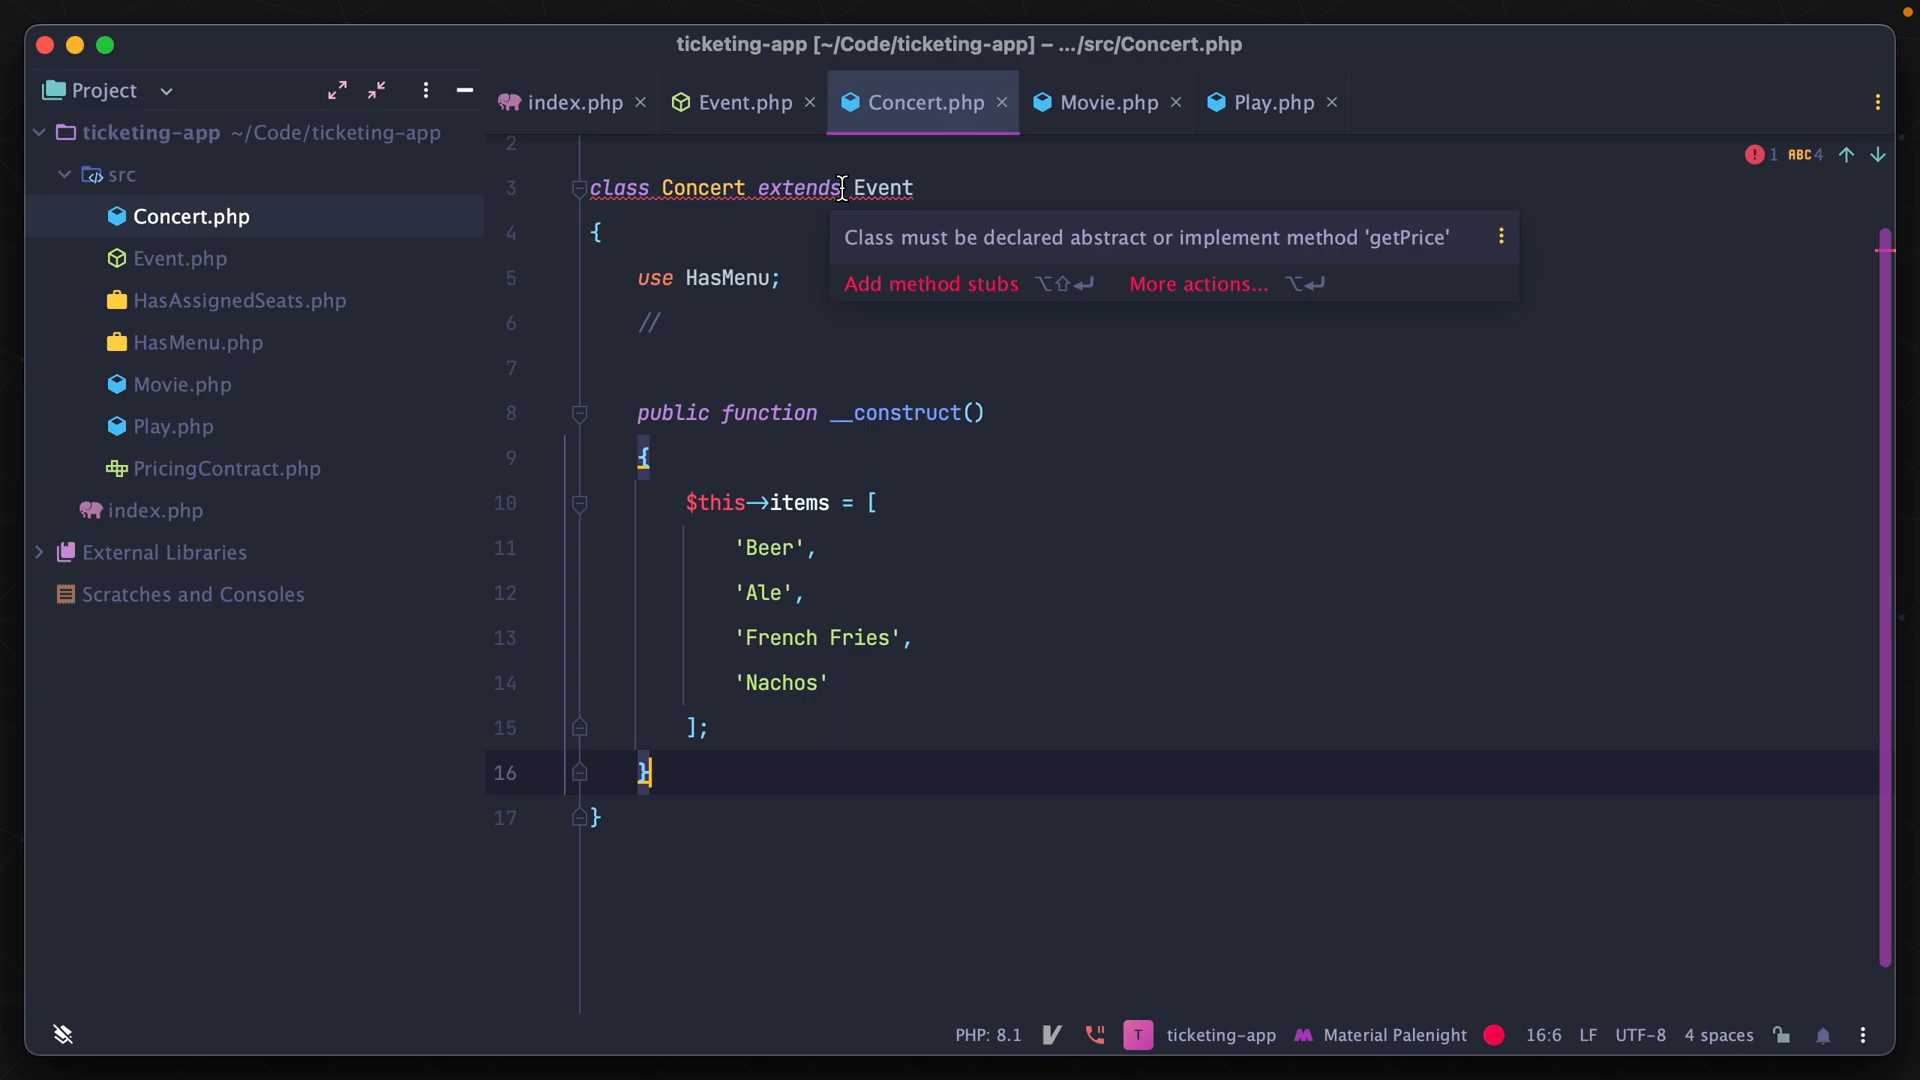 ticketing-app [~/Code/ticketing-app] – .../src/Concert.php
Project
index.php
Event.php
Concert.php
Movie.php
Play.php
ticketing-app ~/Code/ticketing-app
src
Concert.php
Event.php
HasAssignedSeats.php
HasMenu.php
Movie.php
Play.php
PricingContract.php
index.php
External Libraries
Scratches and Consoles
1 ABC 4
2
3 class Concert extends Event
4 {
Class must be declared abstract or implement method 'getPrice'
Add method stubs ⌥⇧↵ More actions... ⌥↵
5 use HasMenu;
6 //
7
8 public function __construct()
9 {
10 $this->items = [
11 'Beer',
12 'Ale',
13 'French Fries',
14 'Nachos'
15 ];
16 }
17 }
PHP: 8.1 T ticketing-app Material Palenight 16:6 LF UTF-8 4 spaces